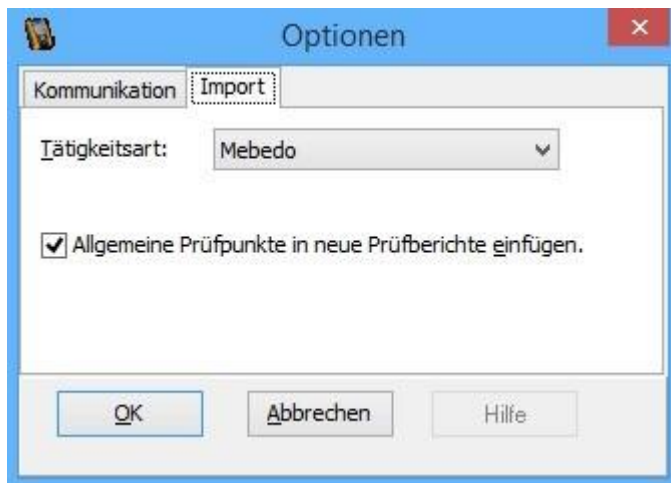 Optionen
Kommunikation Import
Tätigkeitsart: Mebedo
Allgemeine Prüfpunkte in neue Prüfberichte einfügen.
OK Abbrechen Hilfe